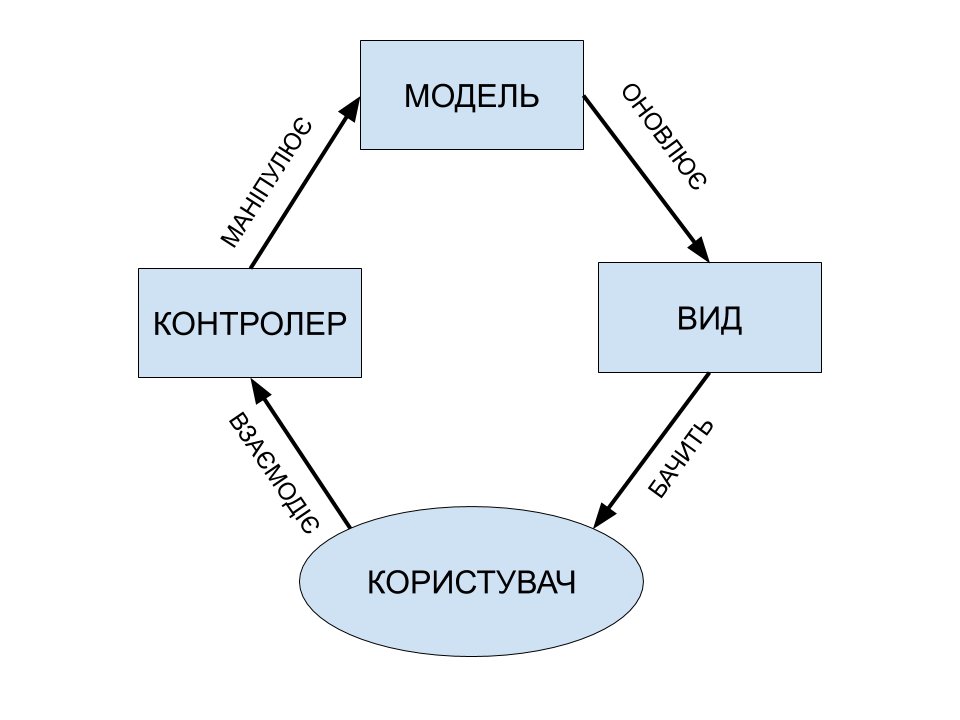 МОДЕЛЬ
МАНІПУЛЮЄ
ОНОВЛЮЄ
КОНТРОЛЕР
ВИД
ВЗАЄМОДІЄ
БАЧИТЬ
КОРИСТУВАЧ